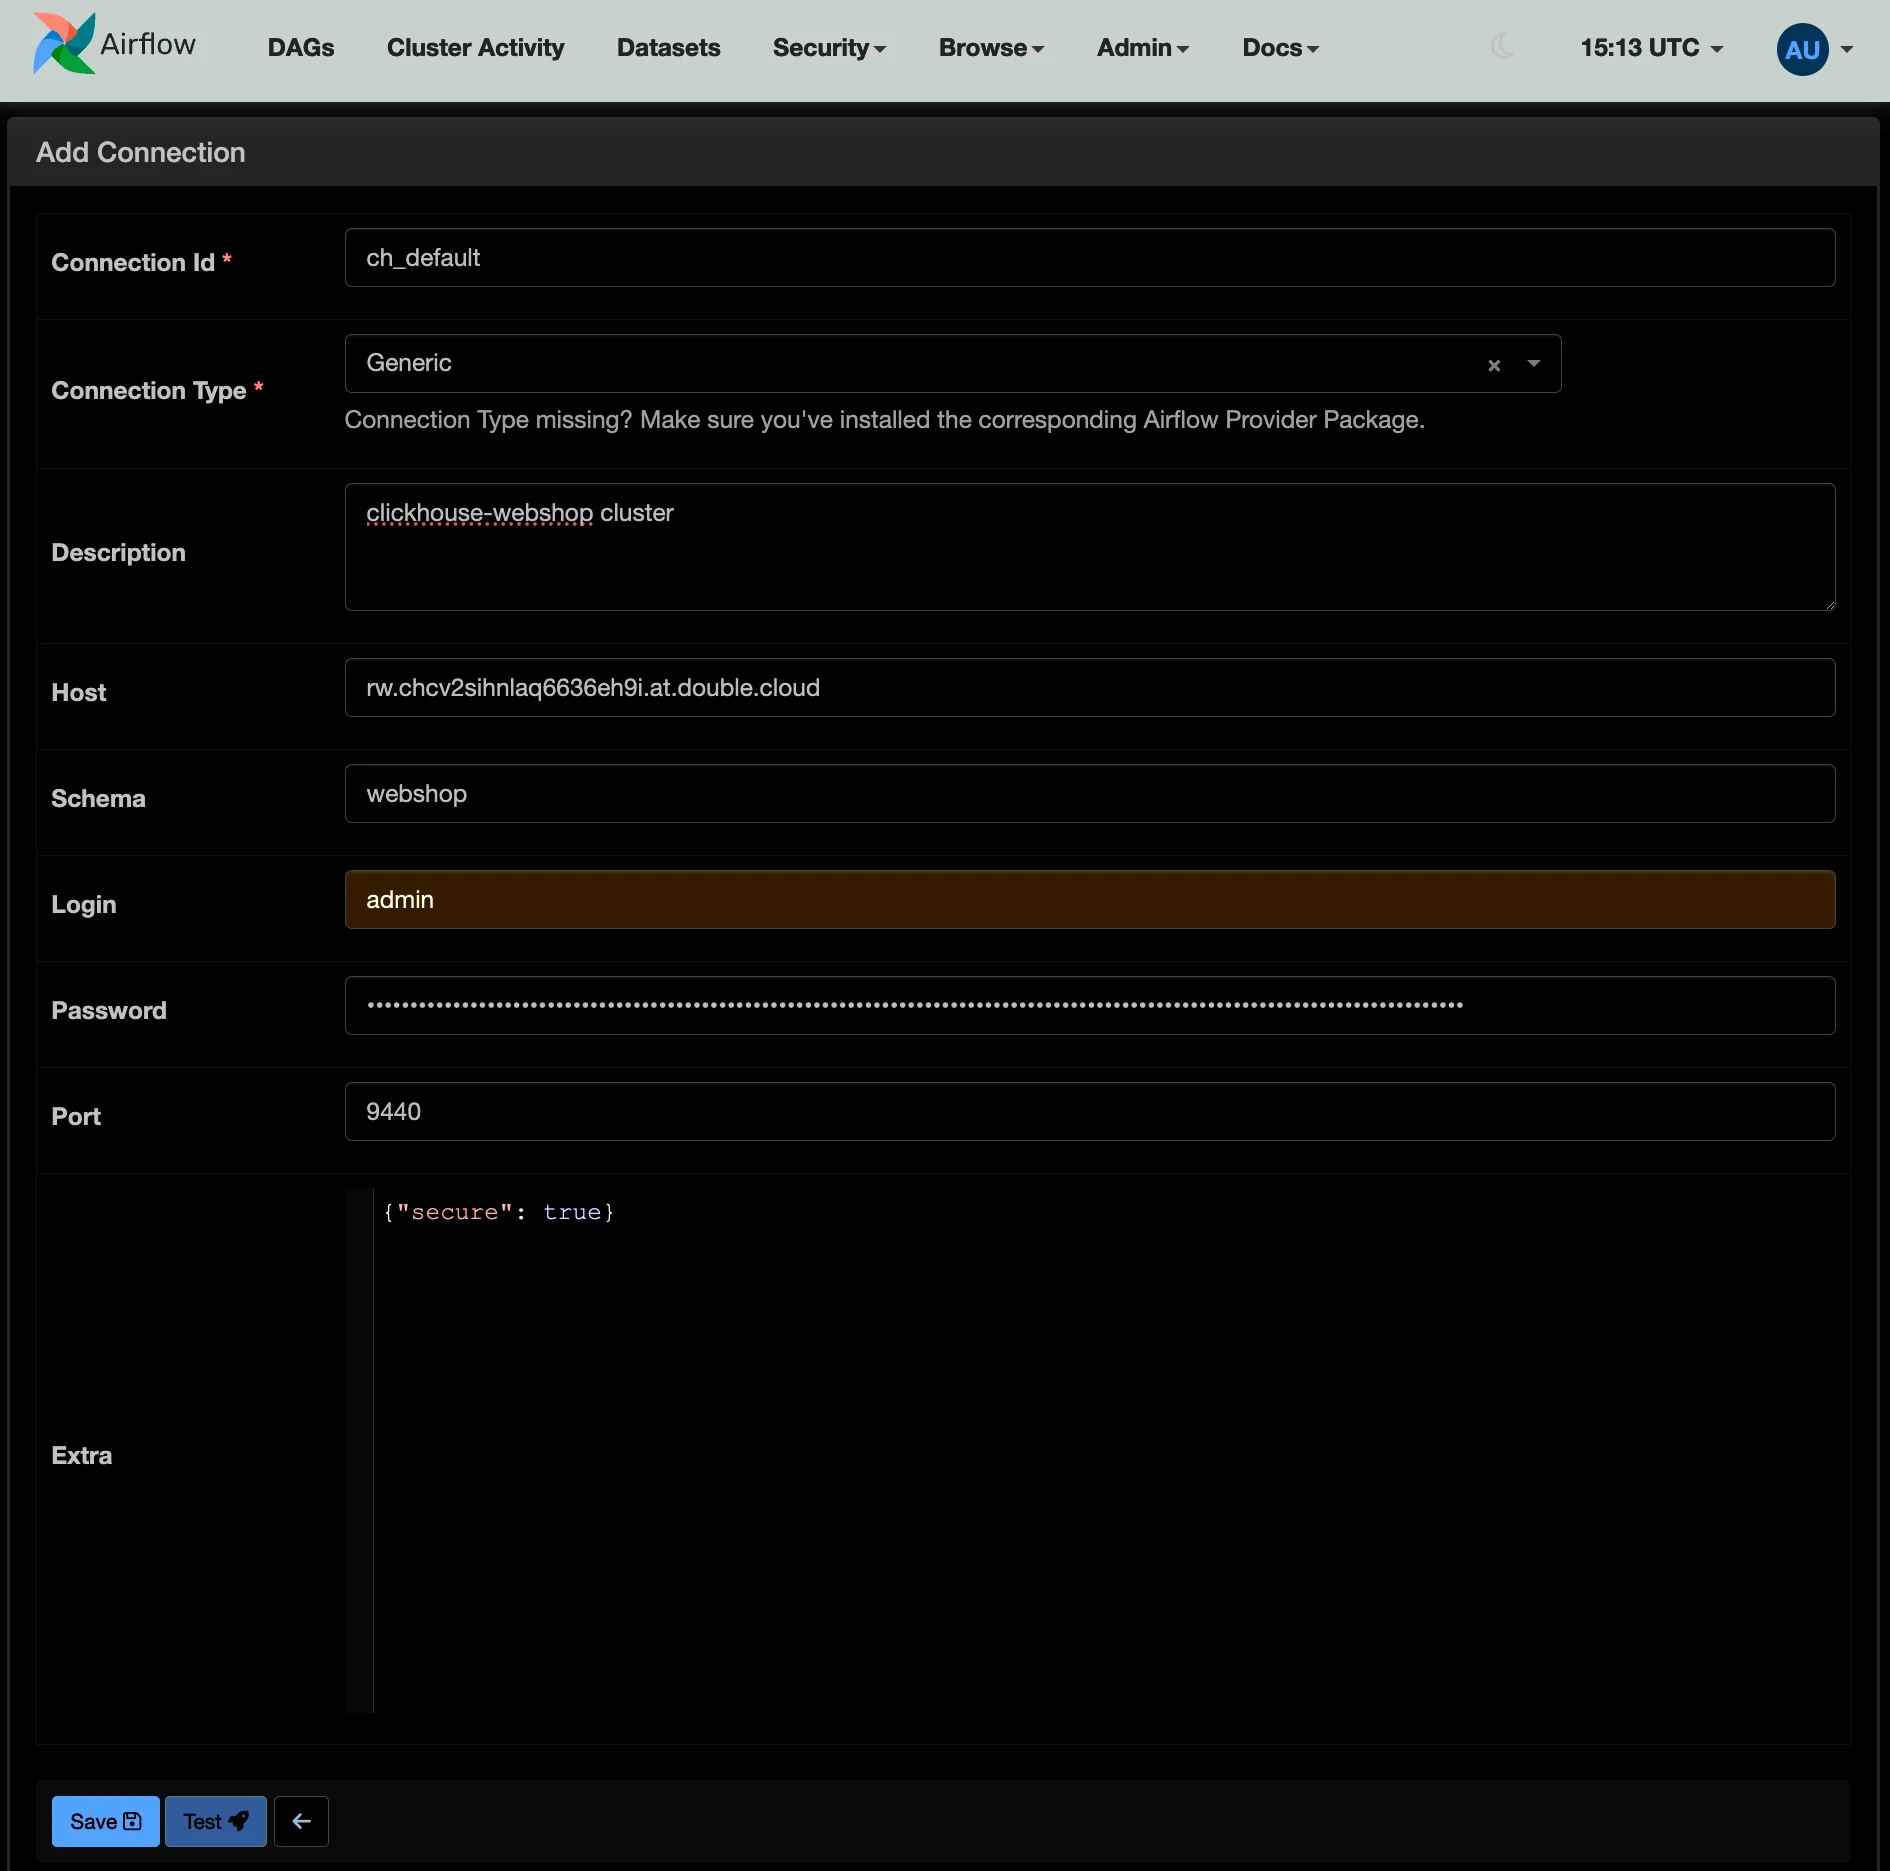 Airflow DAGs Cluster Activity Datasets Security Browse Admin Docs 15:13 UTC AU
Add Connection
Connection Id * ch_default
Connection Type * Generic ×
Connection Type missing? Make sure you've installed the corresponding Airflow Provider Package.
Description clickhouse-webshop cluster
Host rw.chcv2sihnlaq6636eh9i.at.double.cloud
Schema webshop
Login admin
Password
Port 9440
Extra {"secure": true}
Save Test